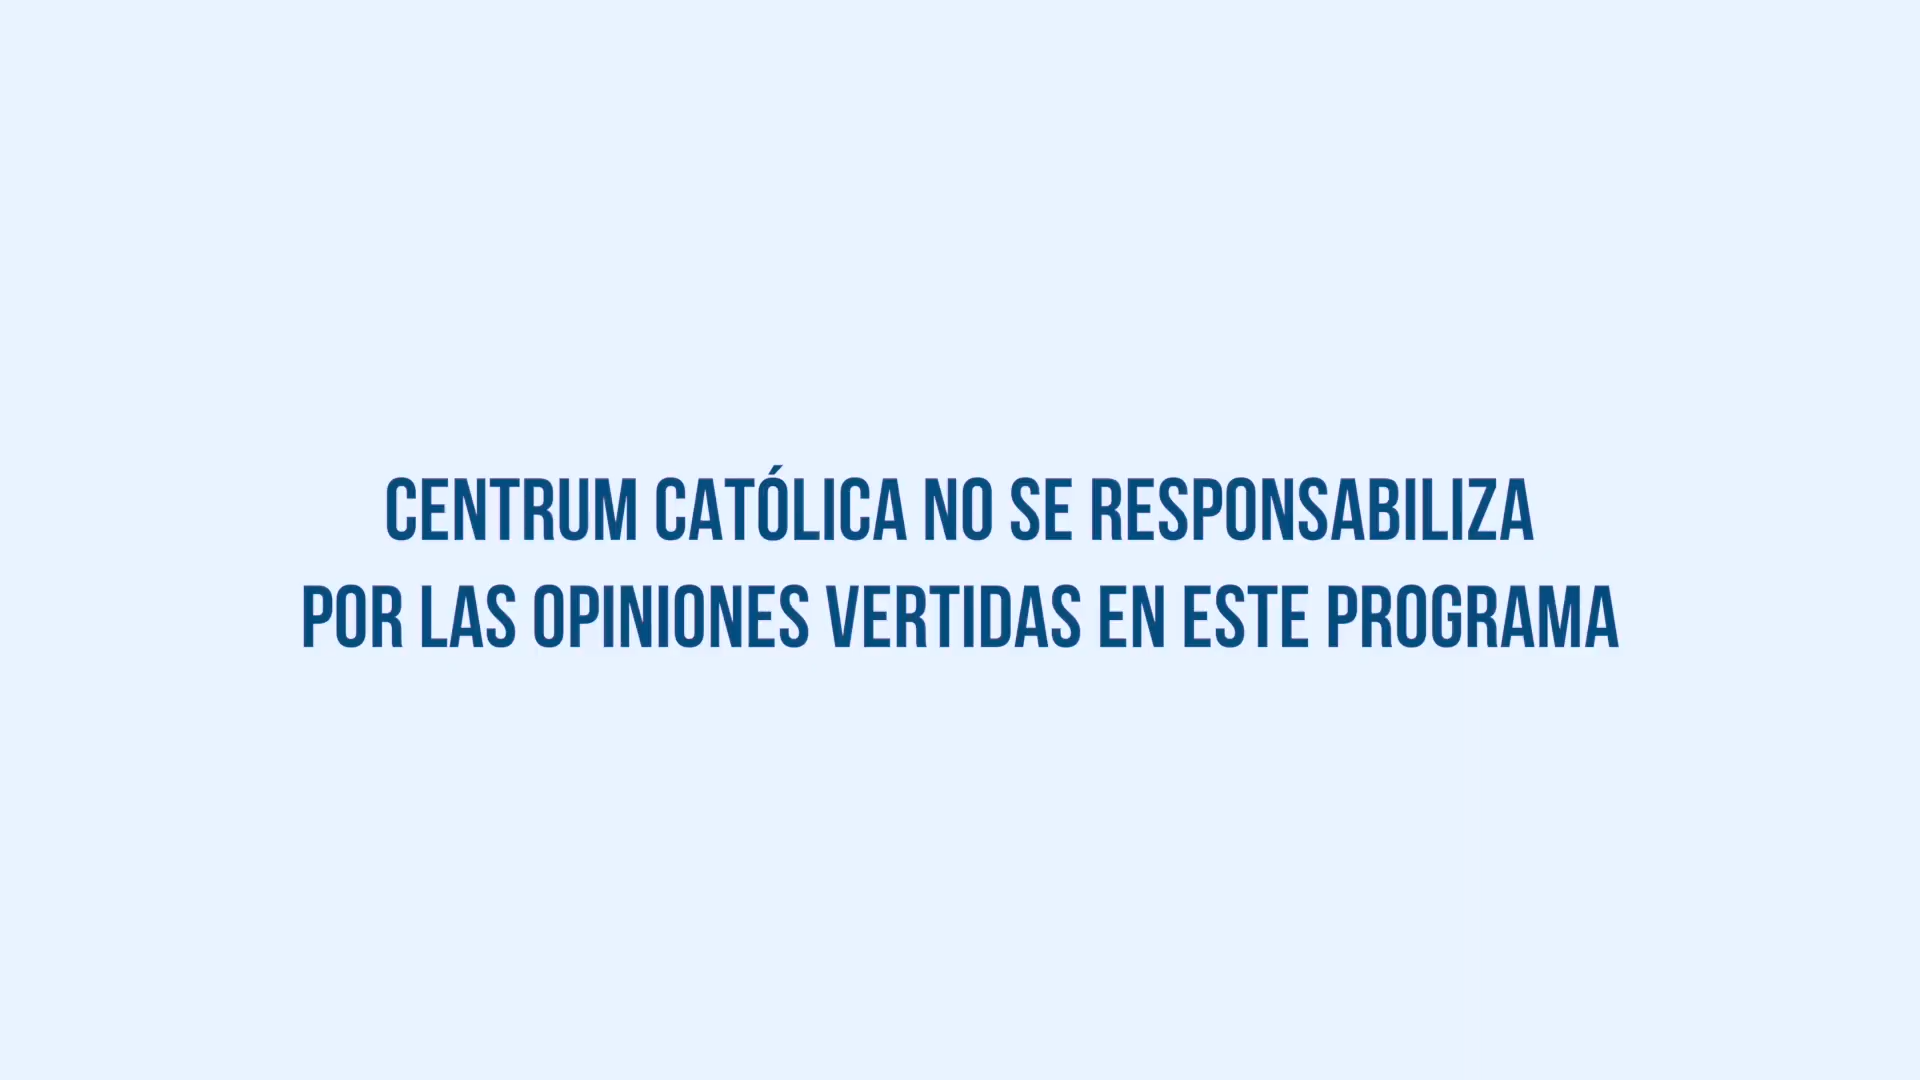 CENTRUM CATÓLICA NO SE RESPONSABILIZA
POR LAS OPINIONES VERTIDAS EN ESTE PROGRAMA